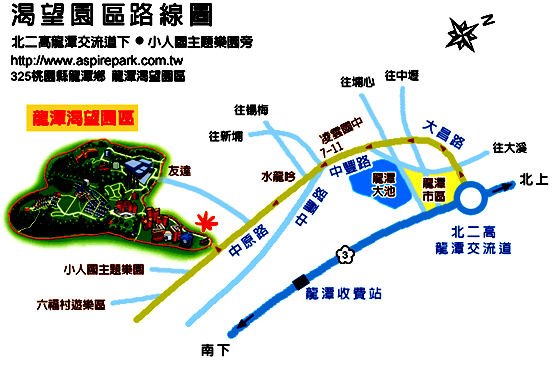 渴望園區路線圖
北二高龍潭交流道下 ● 小人國主題樂園旁
http://www.aspirepark.com.tw
325桃園縣龍潭鄉 龍潭渴望園區
N
龍潭渴望園區
往楊梅
往新埔
友達
水龍吟
凌雲國中
7-11
中豐路
中豐路
中原路
往埔心
往中壢
大昌路
往大溪
龍潭
大池
龍潭
市區
北上
北二高
龍潭交流道
3
龍潭收費站
小人國主題樂園
六福村遊樂區
南下